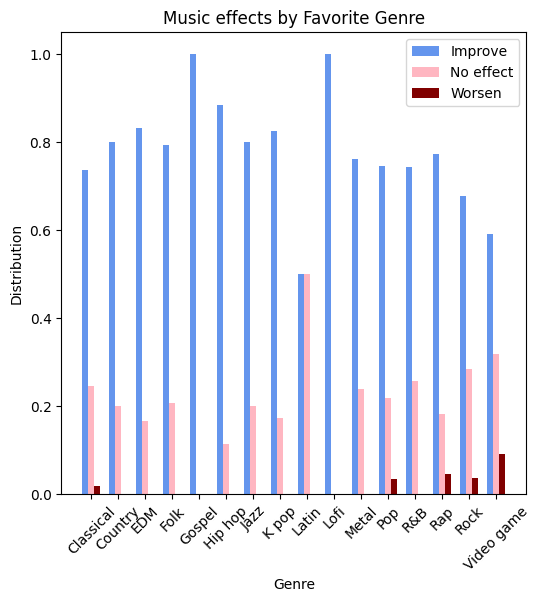 Music effects by Favorite Genre
Improve
No effect
Worsen
Distribution
1.0
0.8
0.6
0.4
0.2
0.0
Classical
Country
EDM
Folk
Gospel
Hip hop
Jazz
K pop
Latin
Lofi
Metal
Pop
R&B
Rap
Rock
Video game
Genre